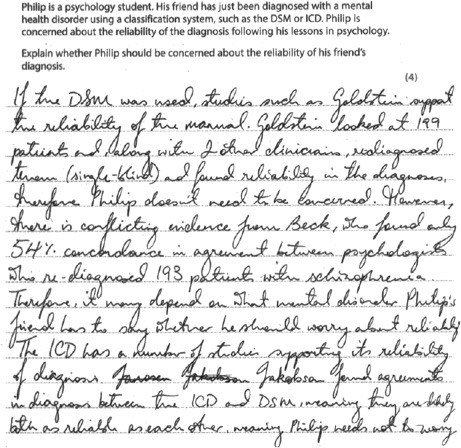 Philip is a psychology student. His friend has just been diagnosed with a mental
health disorder using a classification system, such as the DSM or ICD. Philip is
concerned about the reliability of the diagnosis following his lessons in psychology.
Explain whether Philip should be concerned about the reliability of his friend's
diagnosis.
(4)
If the DSM was used, studies such as Goldstein support
the reliability of the manual. Goldstein looked at 199
patients and, along with 2 other clinicians, rediagnosed
them (single-blind) and found reliability in the diagnoses,
therefore Philip doesn't need to be concerned. However,
there is conflicting evidence from Beck, who found only
54% concordance in agreement between psychologists
who re-diagnosed 193 patients with schizophrenia
Therefore, it may depend on what mental disorder Philip's
friend has to say whether he should worry about reliability
The ICD has a number of studies supporting its reliability
of diagnosis. Jakobsen found agreements
in diagnosis between the ICD and DSM, meaning they are likely
both as reliable as each other, meaning Philip needs not to worry